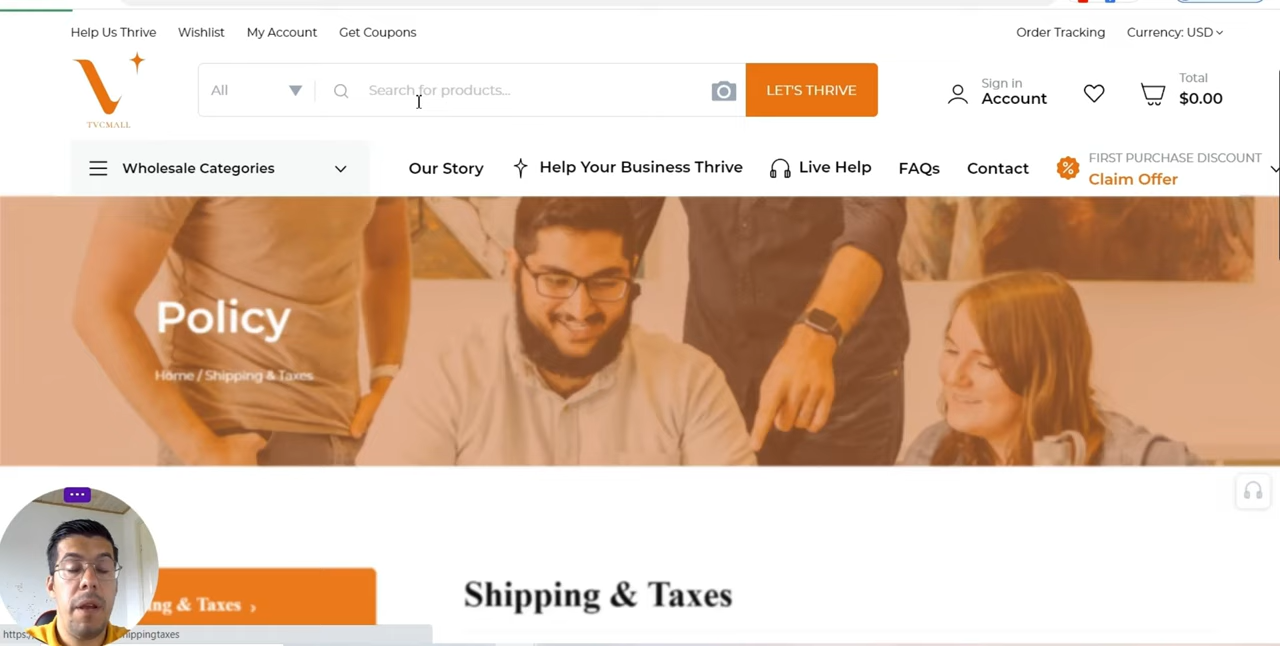 Help Us Thrive Wishlist My Account Get Coupons Order Tracking Currency: USD
TVCMALL
All Search for products... LET'S THRIVE
Sign in
Account
Total
$0.00
Wholesale Categories Our Story Help Your Business Thrive Live Help FAQs Contact
FIRST PURCHASE DISCOUNT
Claim Offer
Policy
Home / Shipping & Taxes
Shipping & Taxes
ng & Taxes ›
https:/ hippingtaxes